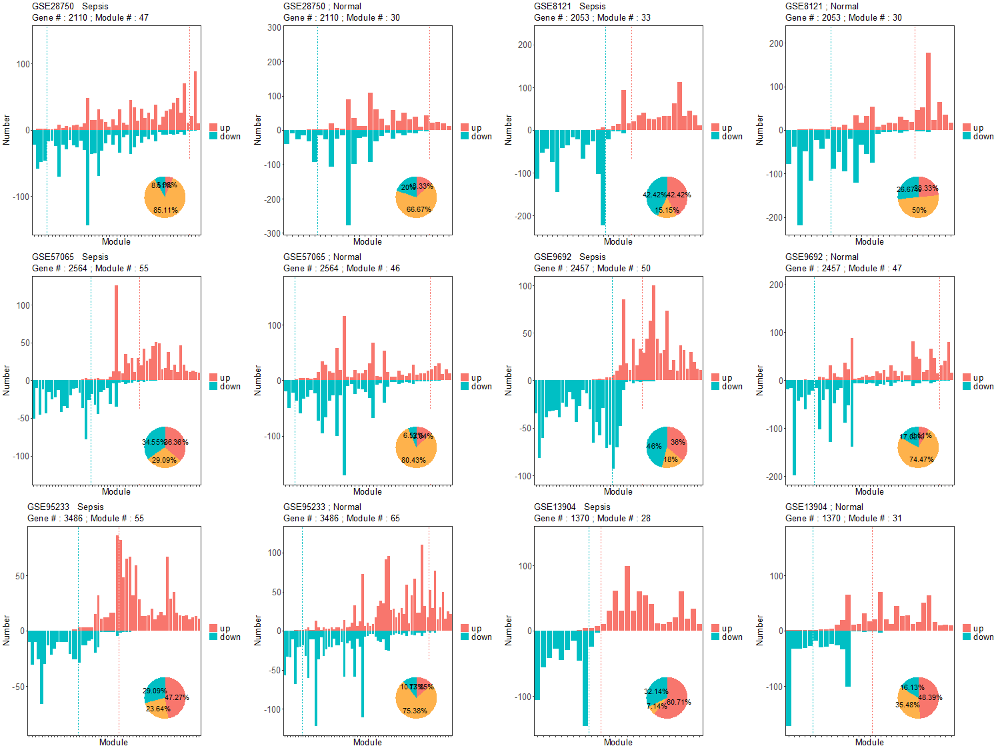 GSE28750   Sepsis
Gene # : 2110 ; Module # : 47
Number
100
0
-100
Module
up
down
85.11%
GSE28750 ; Normal
Gene # : 2110 ; Module # : 30
Number
300
200
100
0
-100
-200
-300
Module
up
down
20%
66.67%
GSE8121   Sepsis
Gene # : 2053 ; Module # : 33
Number
200
100
0
-100
-200
Module
up
down
42.42%
42.42%
15.15%
GSE8121 ; Normal
Gene # : 2053 ; Module # : 30
Number
200
100
0
-100
-200
Module
up
down
26.67%
50%
GSE57065   Sepsis
Gene # : 2564 ; Module # : 55
Number
100
50
0
-50
-100
Module
up
down
34.55%
36.36%
29.09%
GSE57065 ; Normal
Gene # : 2564 ; Module # : 46
Number
100
0
-100
Module
up
down
80.43%
GSE9692   Sepsis
Gene # : 2457 ; Module # : 50
Number
100
50
0
-50
-100
Module
up
down
46%
36%
18%
GSE9692 ; Normal
Gene # : 2457 ; Module # : 47
Number
200
100
0
-100
-200
Module
up
down
17.02%
74.47%
GSE95233   Sepsis
Gene # : 3486 ; Module # : 55
Number
50
0
-50
Module
up
down
29.09%
47.27%
23.64%
GSE95233 ; Normal
Gene # : 3486 ; Module # : 65
Number
100
50
0
-50
-100
Module
up
down
75.38%
GSE13904   Sepsis
Gene # : 1370 ; Module # : 28
Number
100
0
-100
Module
up
down
32.14%
60.71%
7.14%
GSE13904 ; Normal
Gene # : 1370 ; Module # : 31
Number
100
0
-100
Module
up
down
16.13%
48.39%
35.48%